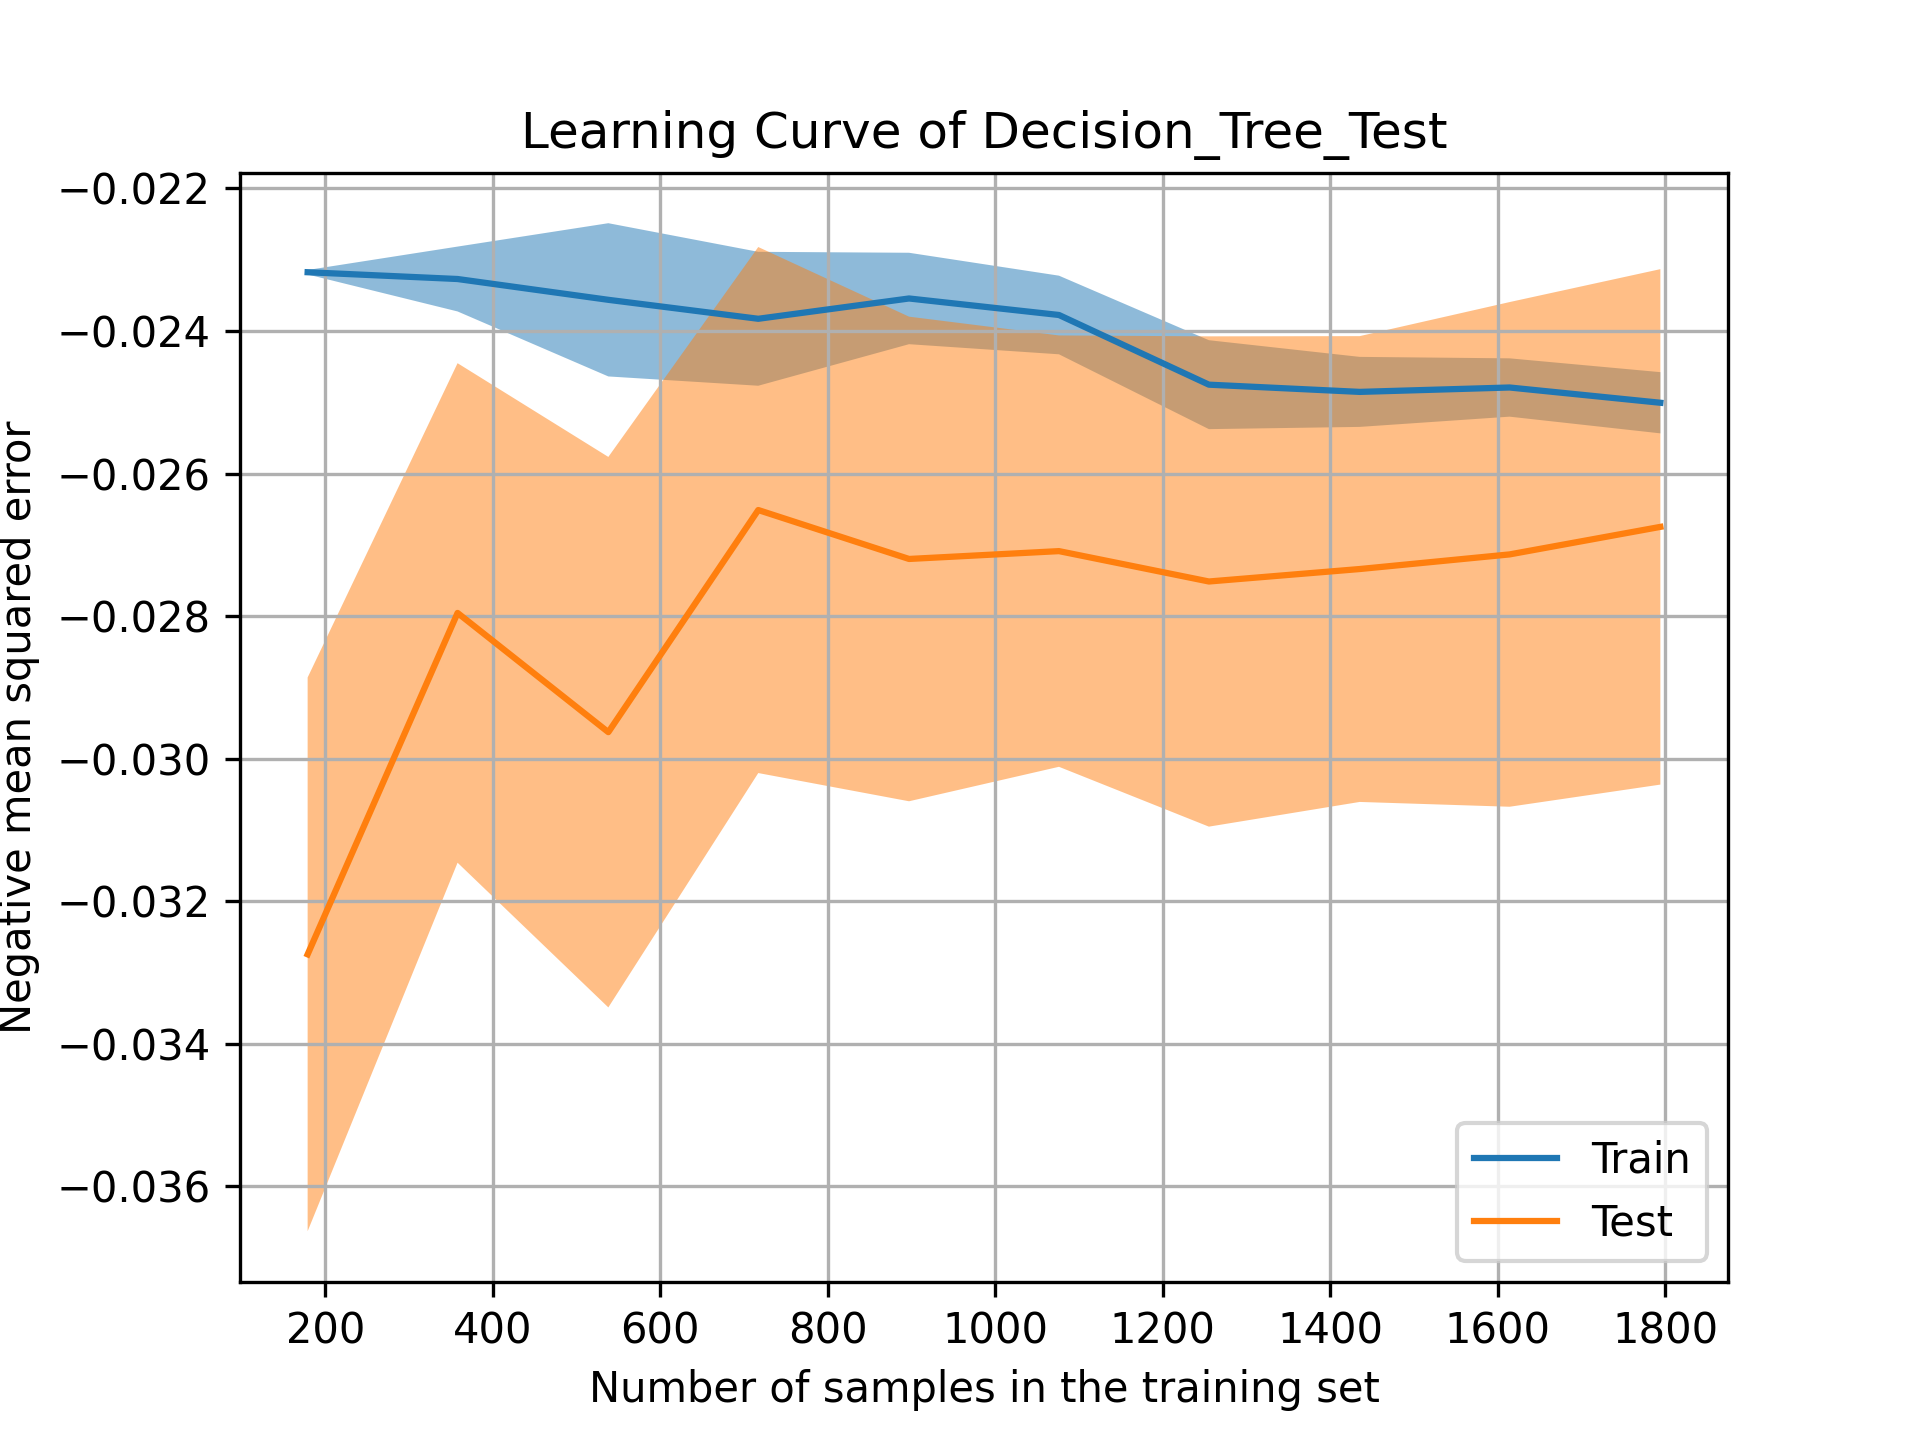 Learning Curve of Decision_Tree_Test
−0.022
−0.024
−0.026
−0.028
−0.030
−0.032
−0.034
−0.036
Negative mean squared error
200 400 600 800 1000 1200 1400 1600 1800
Number of samples in the training set
Train
Test